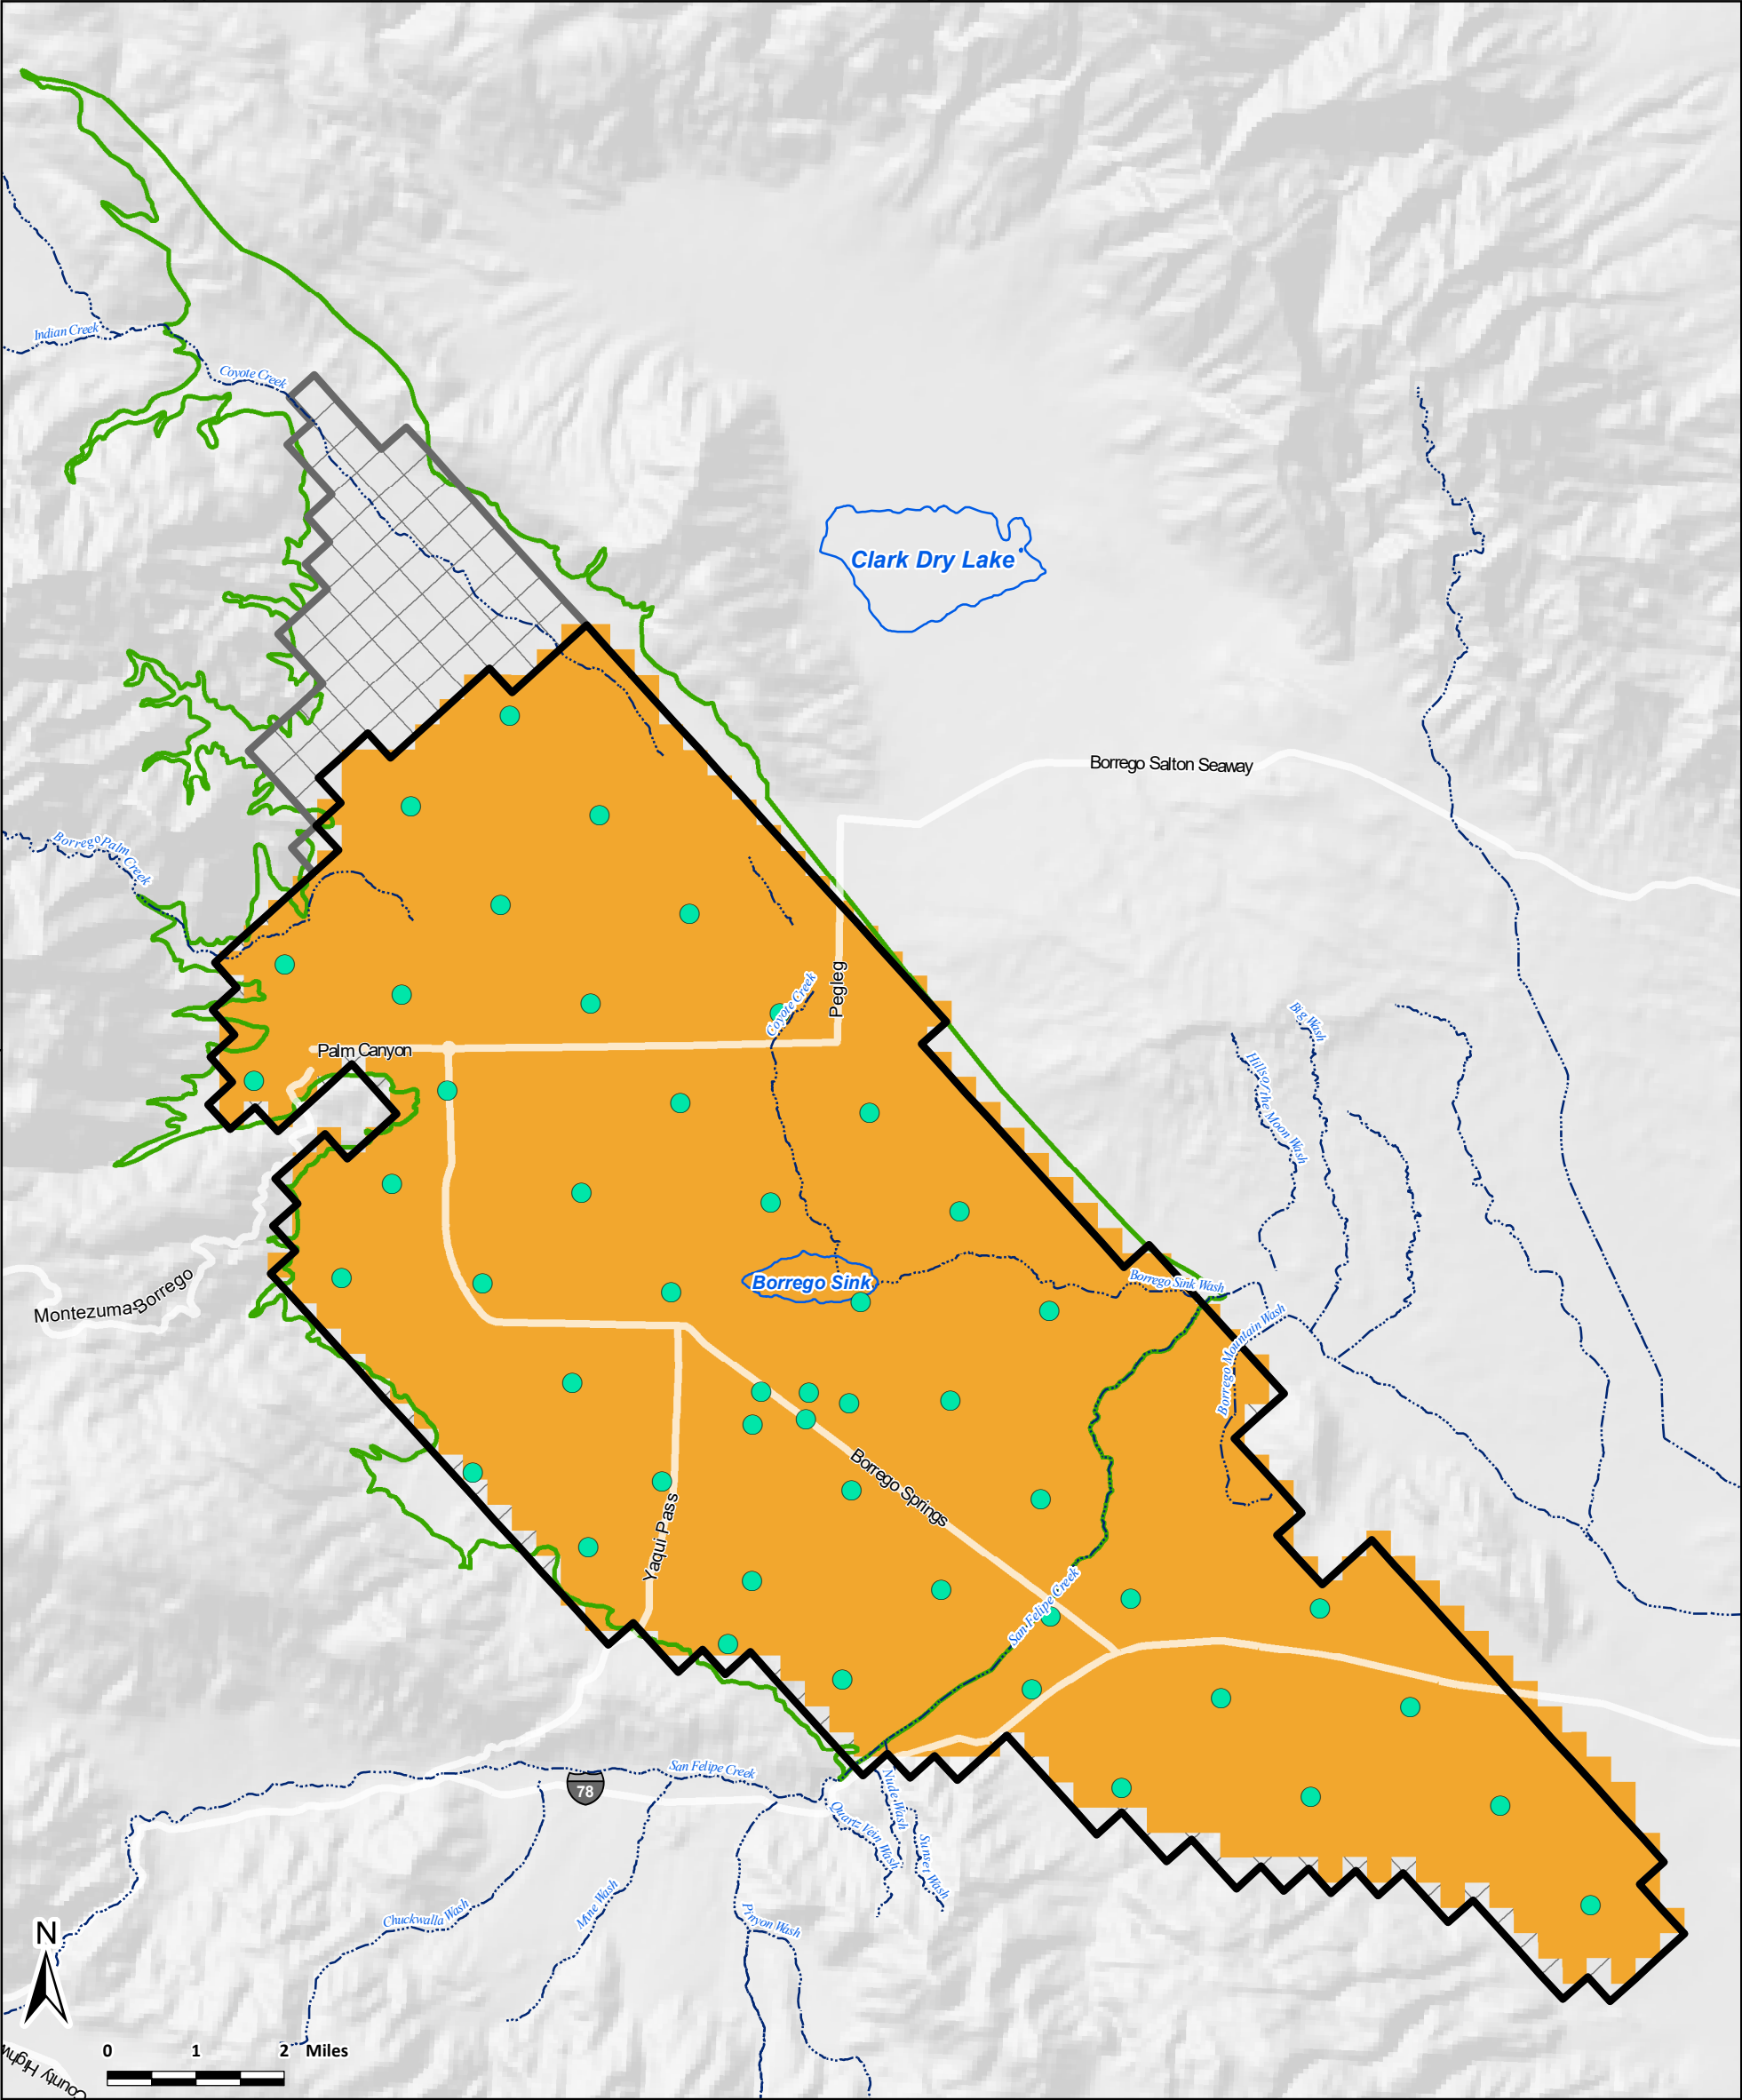 Indian Creek
Coyote Creek
Clark Dry Lake
Borrego Salton Seaway
Borrego Palm
Creek
Pegleg
Coyote Creek
Big Wash
Palm Canyon
Hills of the Moon Wash
Borrego Sink
Borrego Sink Wash
Montezuma-Borrego
Borrego Mountain Wash
Borrego Springs
Yaqui Pass
San Felipe Creek
San Felipe Creek
78
Nude Wash
Quartz Vein Wash
Sunset Wash
Chuckwalla Wash
Mine Wash
Pinyon Wash
N
0 1 2 Miles
County Highw